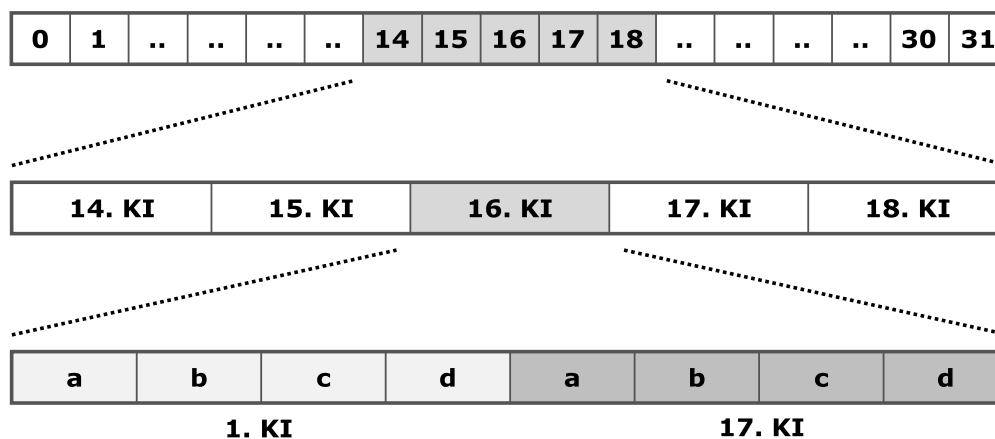 0 1 .. .. .. .. 14 15 16 17 18 .. .. .. .. 30 31
14. KI 15. KI 16. KI 17. KI 18. KI
a b c d a b c d
1. KI 17. KI